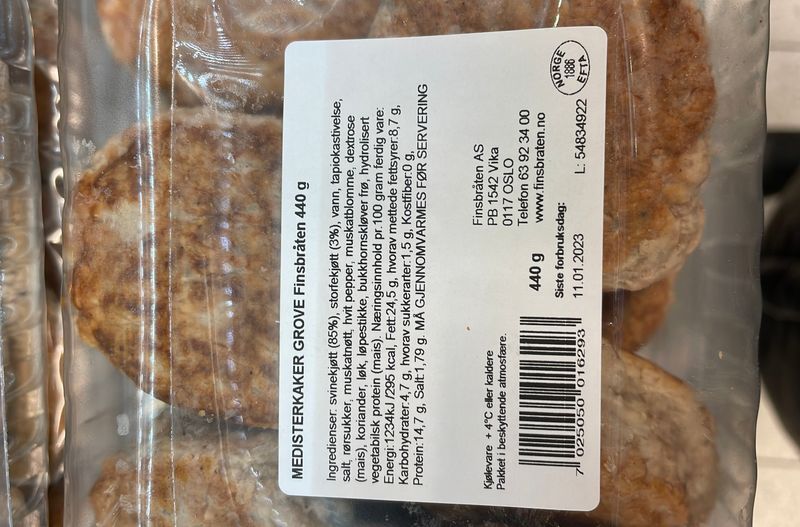 MEDISTERKAKER GROVE Finsbråten 440 g
Ingredienser: svinekjøtt (85%), storfekjøtt (3%), vann, tapiokastivelse,
salt, rørsukker, muskatnøtt, hvit pepper, muskatblomme, dextrose
(mais), koriander, løk, løpestikke, bukkhornskløver frø, hydrolisert
vegetabilsk protein (mais). Næringsinnhold pr.100 gram ferdig vare:
Energi:1234kJ /295 kcal, Fett:24,5 g, hvorav mettede fettsyrer:8,7 g,
Karbohydrater:4,7 g, hvorav sukkerarter:1,5 g, Kostfiber:0 g,
Protein:14,7 g, Salt:1,79 g. MÅ GJENNOMVARMES FØR SERVERING
Kjølevare + 4°C eller kaldere
Pakket i beskyttende atmosfære.
Finsbråten AS
PB 1542 Vika
0117 OSLO
Telefon 63 92 34 00
www.finsbraten.no
440 g
Siste forbruksdag:
11.01.2023
L: 54834922
NORGE
1886
EFTA
7 025050 016293